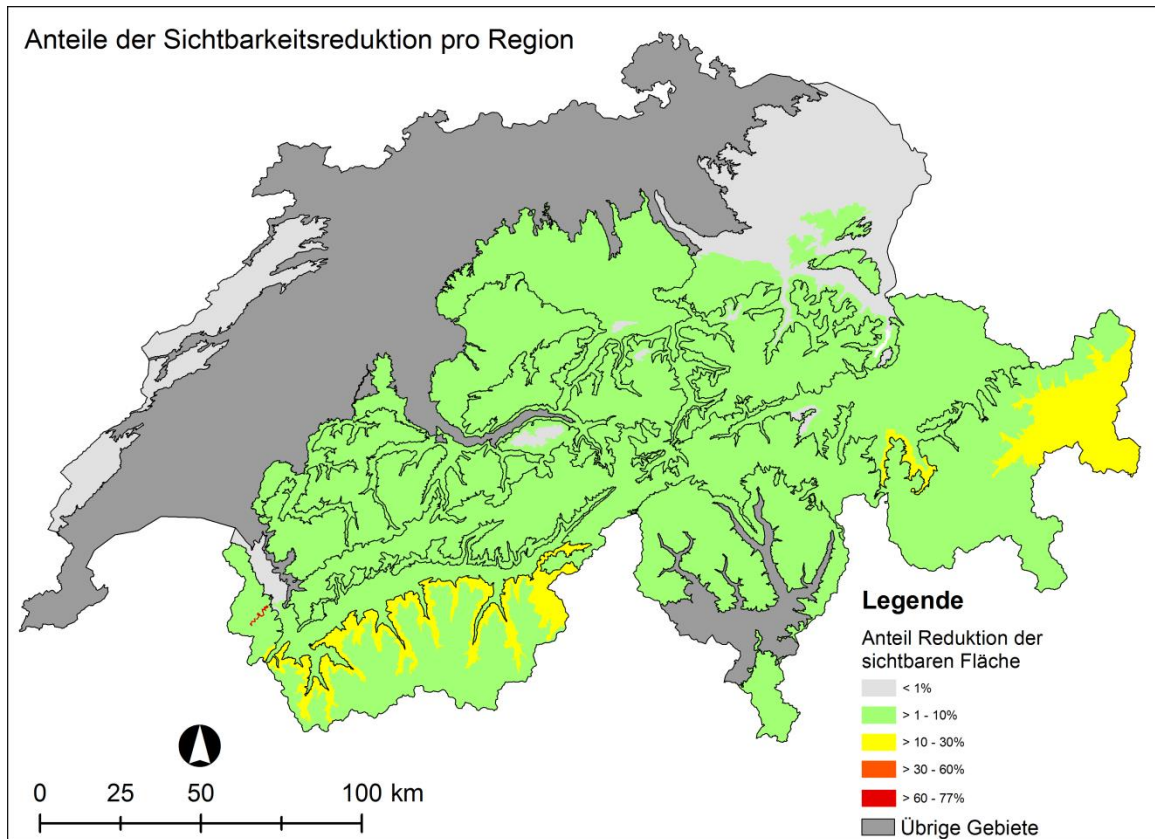 Anteile der Sichtbarkeitsreduktion pro Region
Legende
Anteil Reduktion der
sichtbaren Fläche
< 1%
> 1 - 10%
> 10 - 30%
> 30 - 60%
> 60 - 77%
Übrige Gebiete
0 25 50 100 km